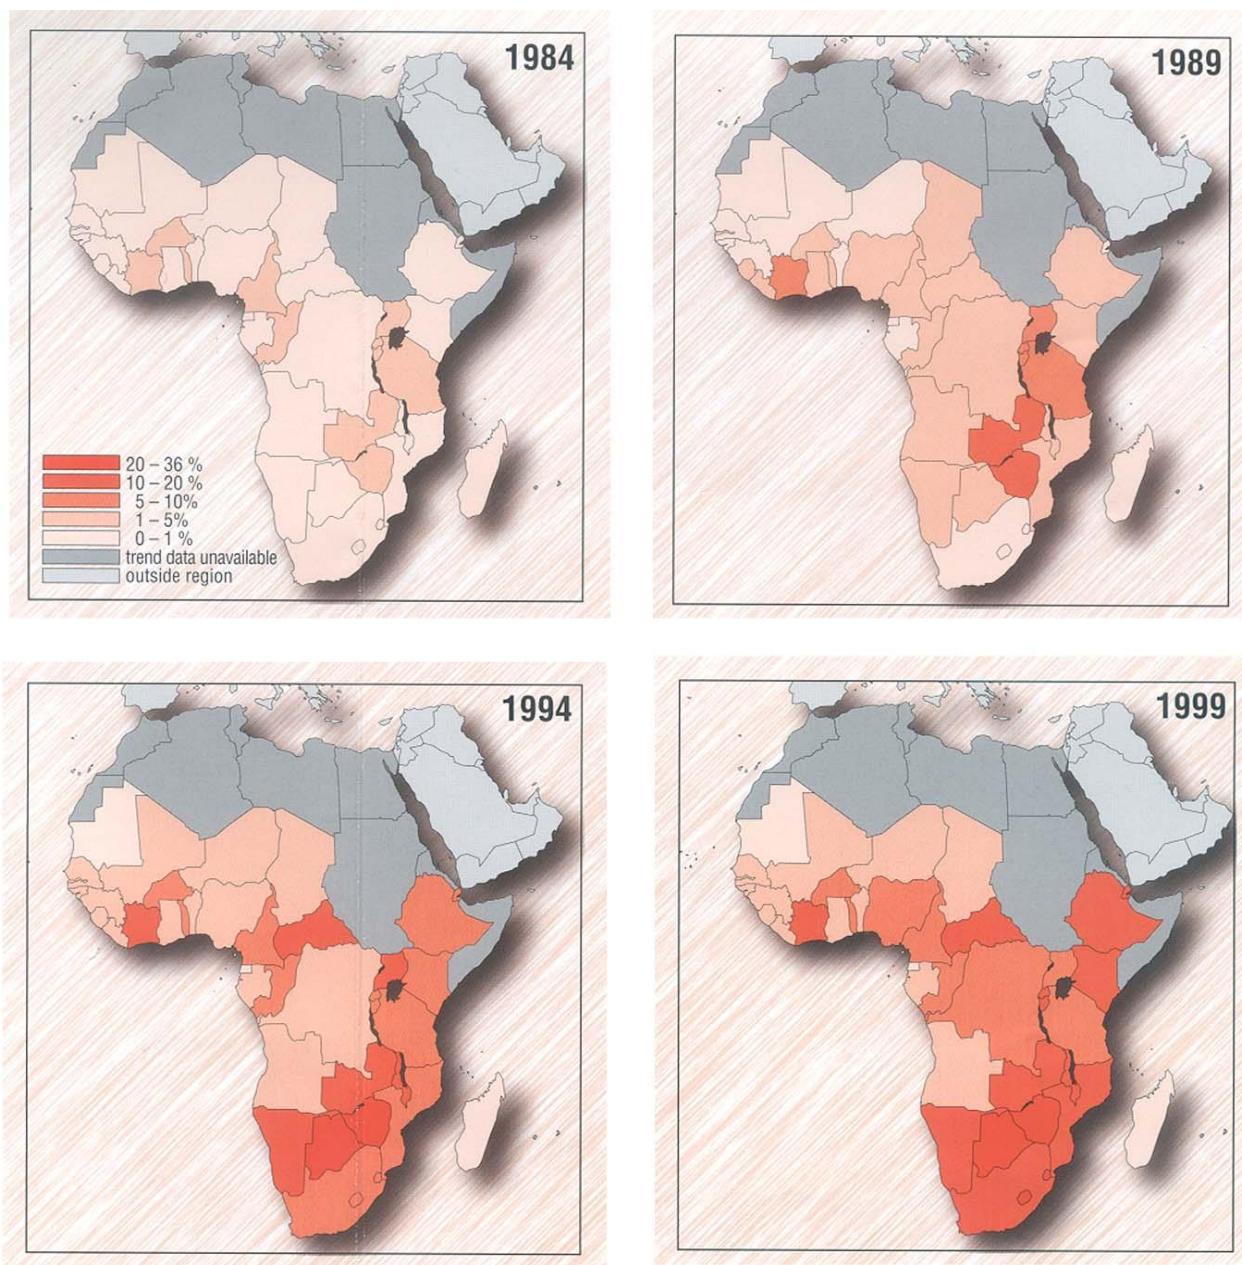 1984
20 – 36 %
10 – 20 %
5 – 10%
1 – 5%
0 – 1 %
trend data unavailable
outside region
1989
1994
1999